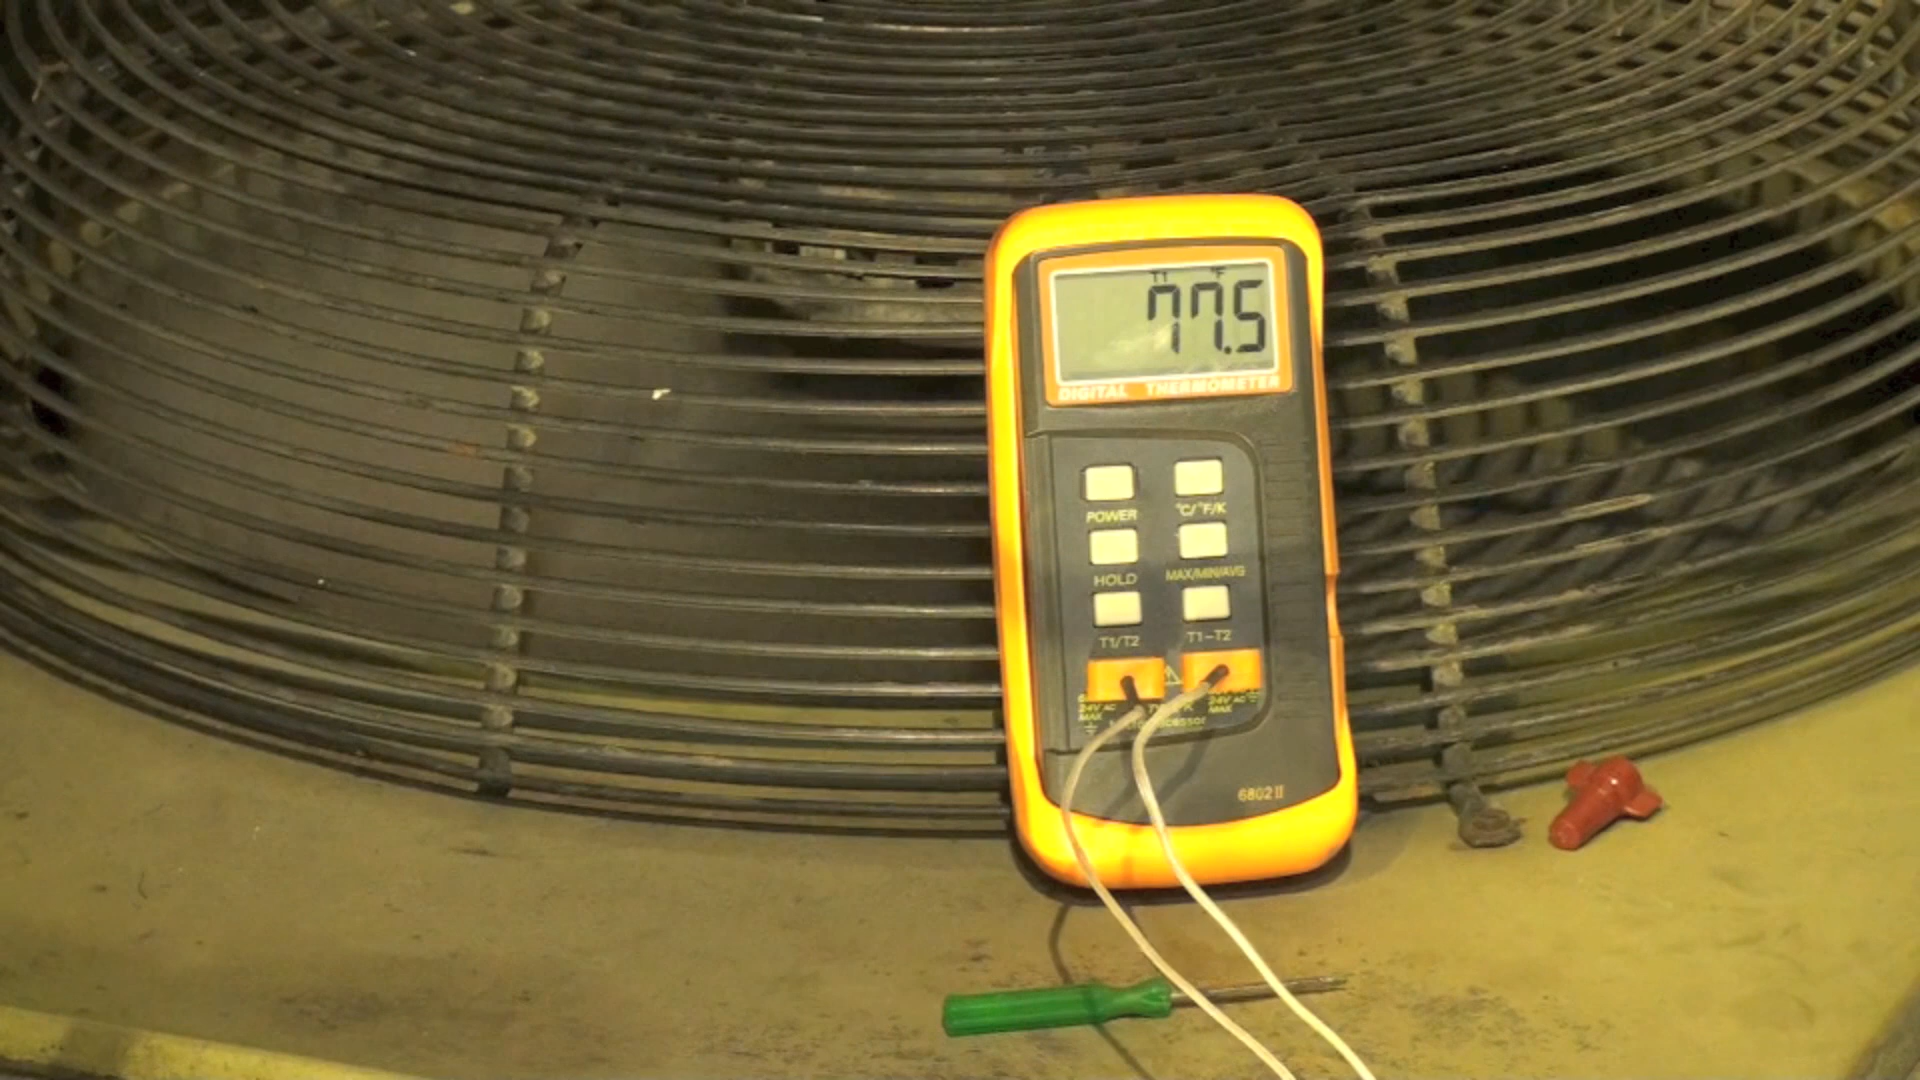 T1 °F
77.5
DIGITAL THERMOMETER
POWER °C/°F/K
HOLD MAX/MIN/AVG
T1/T2 T1-T2
24V AC 24V AC
MAX MAX
6802 II